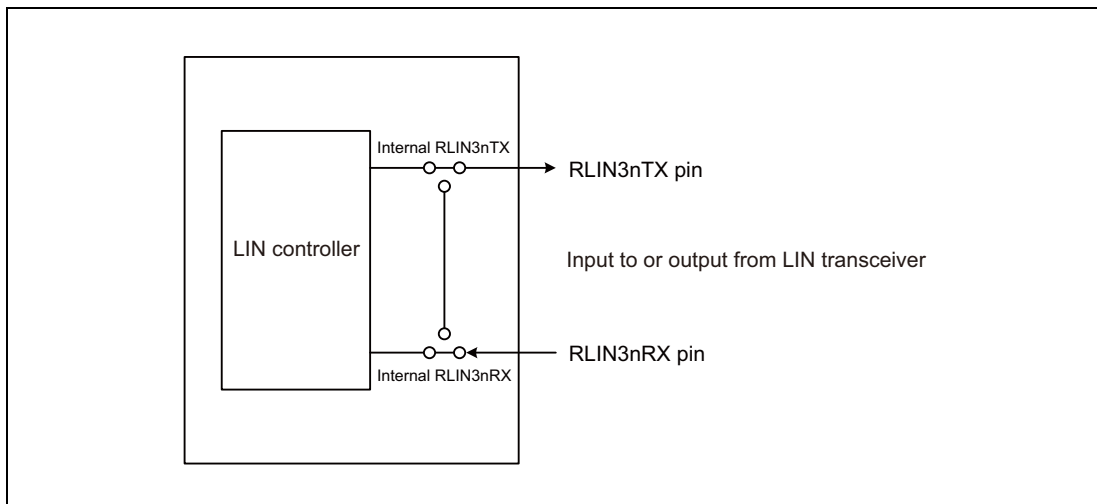 Internal RLIN3nTX
RLIN3nTX pin
LIN controller
Input to or output from LIN transceiver
RLIN3nRX pin
Internal RLIN3nRX